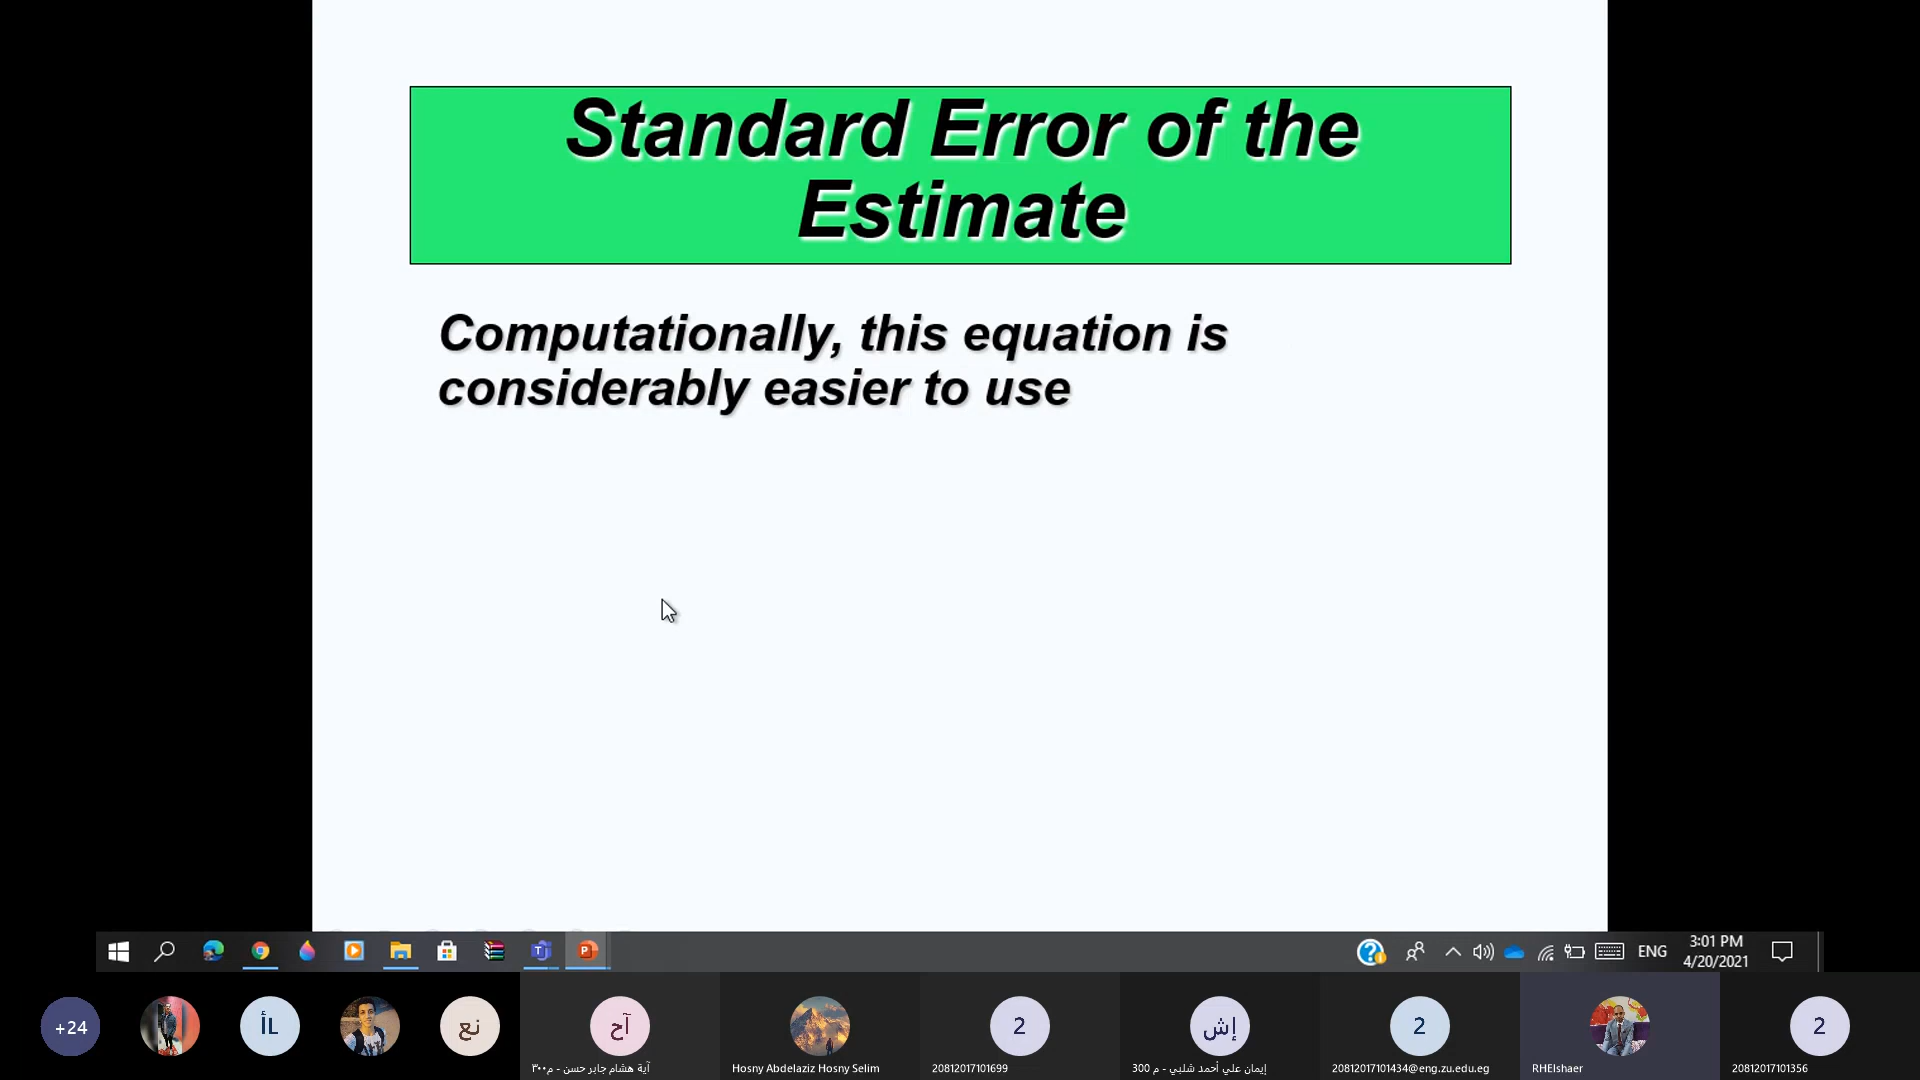 Standard Error of the
Estimate
Computationally, this equation is
considerably easier to use
ENG
3:01 PM
4/20/2021
+24
أL
نع
آح
آية هشام جابر حسن - م٣٠٠
Hosny Abdelaziz Hosny Selim
2
20812017101699
إش
إيمان علي أحمد شلبي - م 300
2
20812017101434@eng.zu.edu.eg
RHElshaer
2
20812017101356